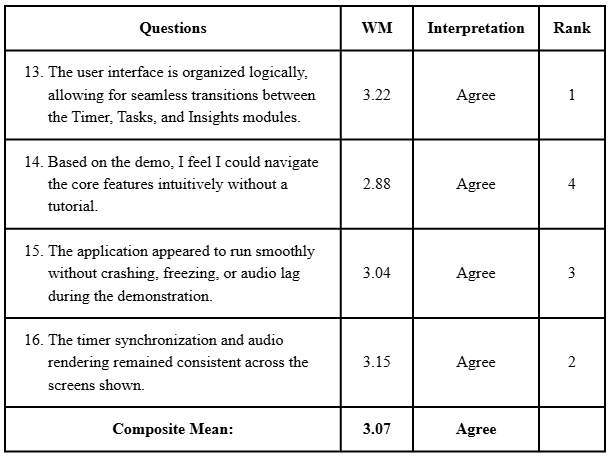 Questions WM Interpretation Rank
13. The user interface is organized logically,
allowing for seamless transitions between
the Timer, Tasks, and Insights modules.
3.22 Agree 1
14. Based on the demo, I feel I could navigate
the core features intuitively without a
tutorial.
2.88 Agree 4
15. The application appeared to run smoothly
without crashing, freezing, or audio lag
during the demonstration.
3.04 Agree 3
16. The timer synchronization and audio
rendering remained consistent across the
screens shown.
3.15 Agree 2
Composite Mean: 3.07 Agree